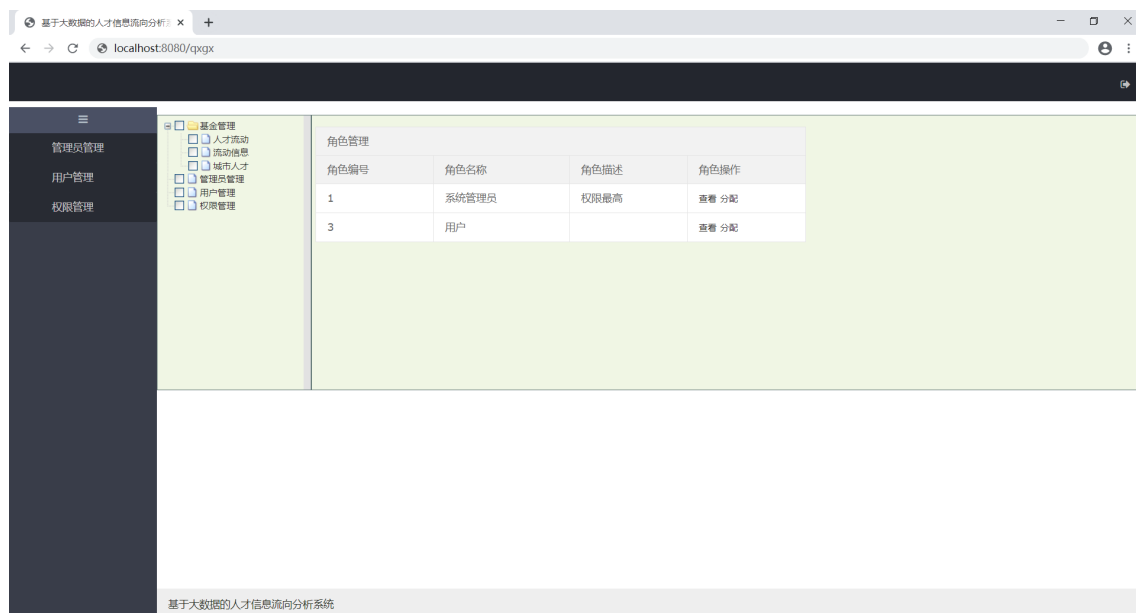 基于大数据的人才信息流向分析
localhost:8080/qxgx
管理员管理
用户管理
权限管理
基金管理
人才流动
流动信息
城市人才
管理员管理
用户管理
权限管理
角色管理
角色编号 角色名称 角色描述 角色操作
1 系统管理员 权限最高 查看 分配
3 用户 查看 分配
基于大数据的人才信息流向分析系统